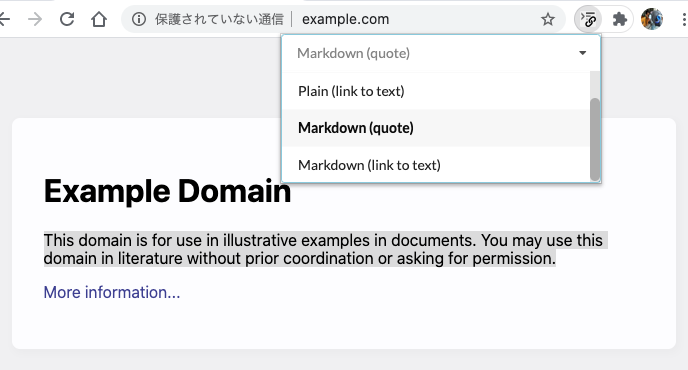 保護されていない通信 example.com
Markdown (quote)
Plain (link to text)
Markdown (quote)
Markdown (link to text)
Example Domain
This domain is for use in illustrative examples in documents. You may use this
domain in literature without prior coordination or asking for permission.
More information...